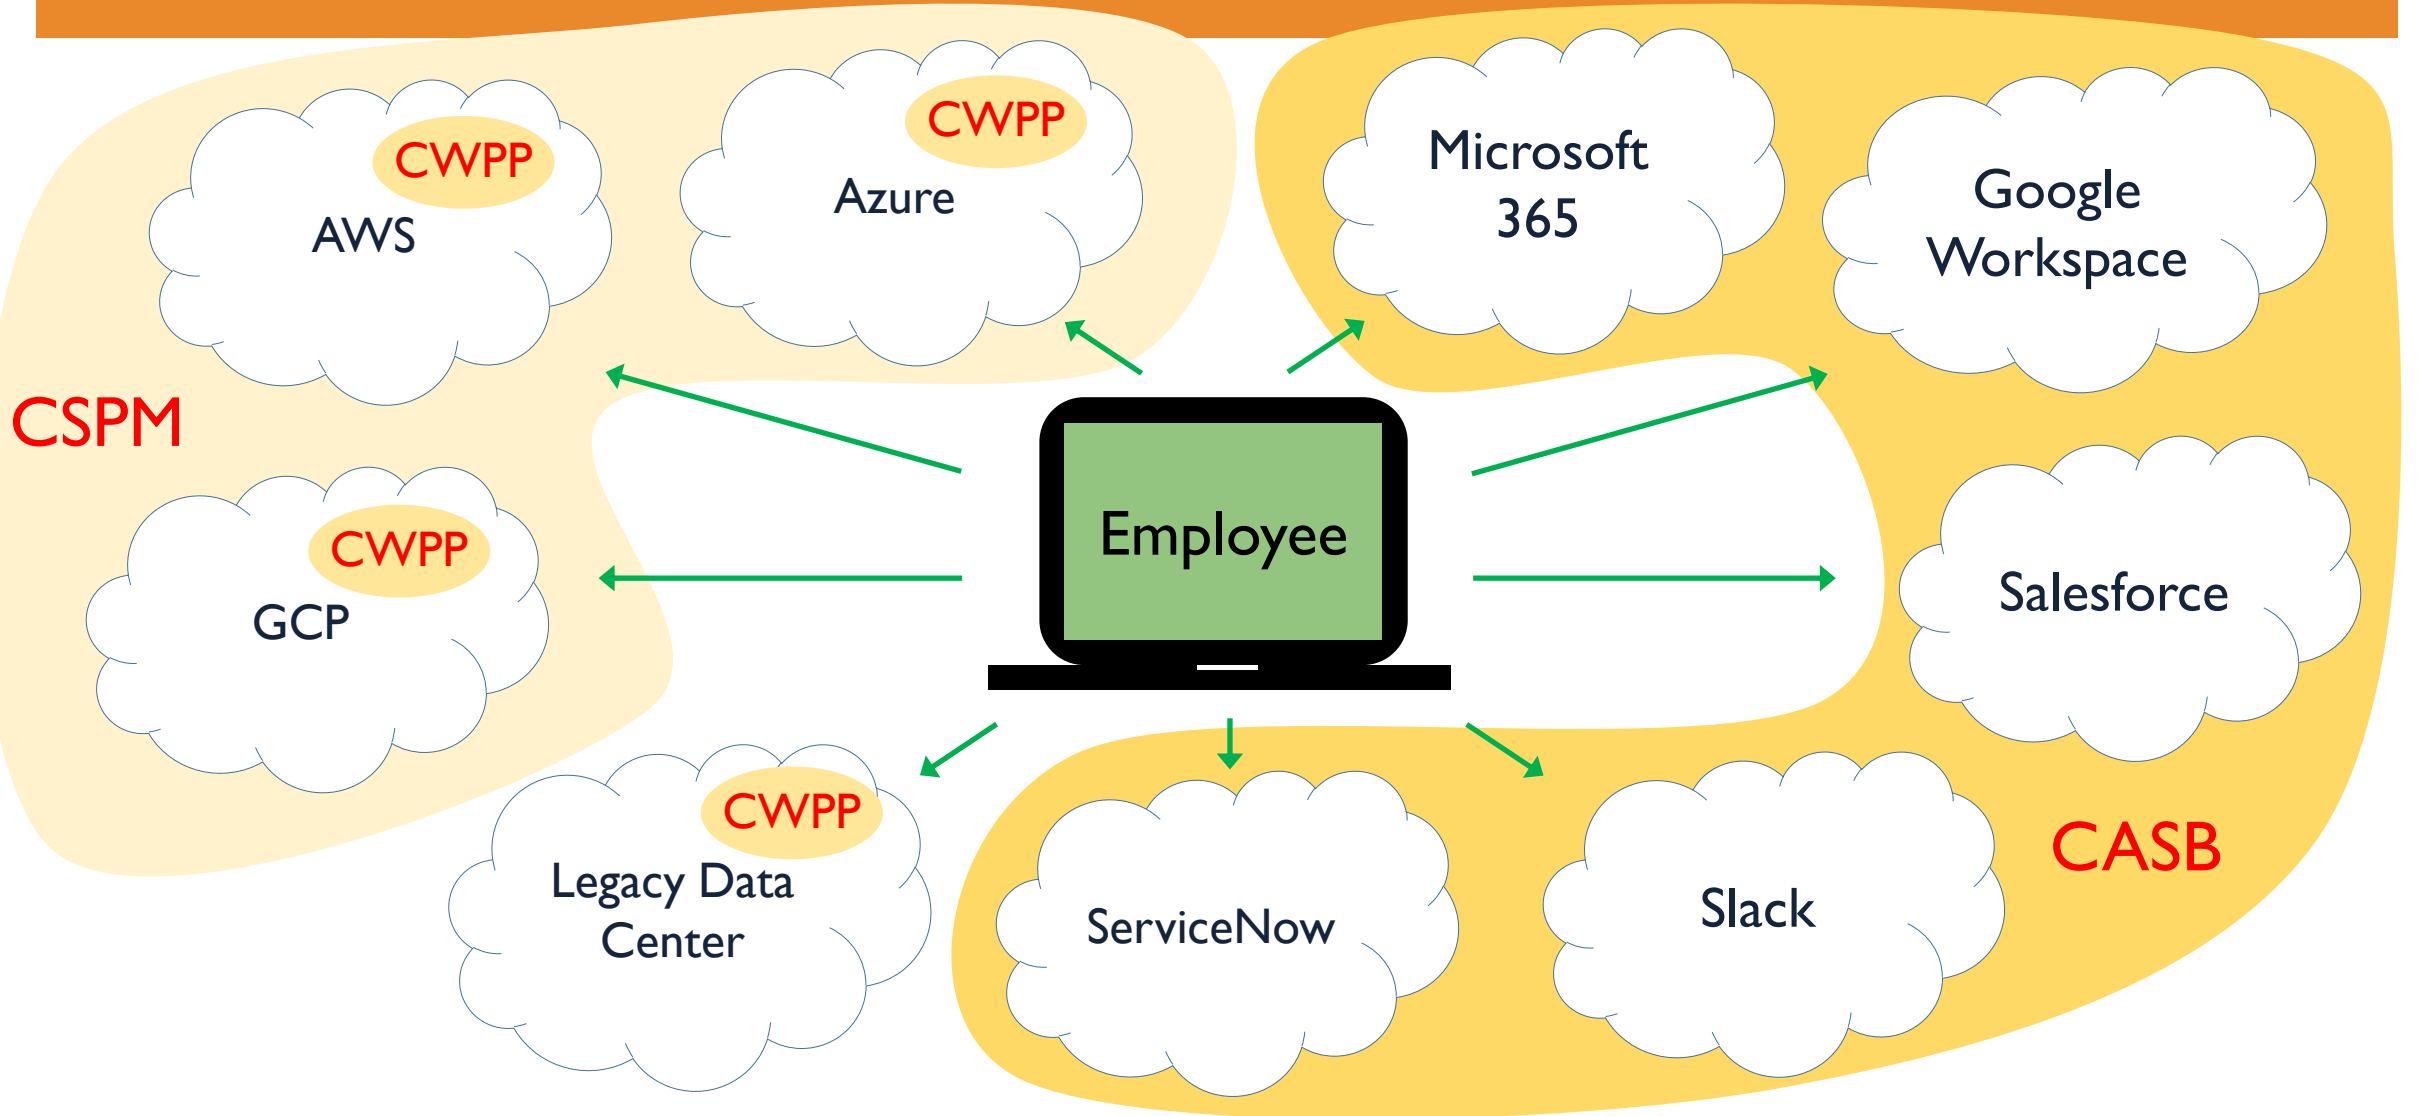 CWPP
AWS
CWPP
Azure
Microsoft
365
Google
Workspace
CSPM
CWPP
GCP
Employee
Salesforce
CWPP
Legacy Data
Center
ServiceNow
Slack
CASB